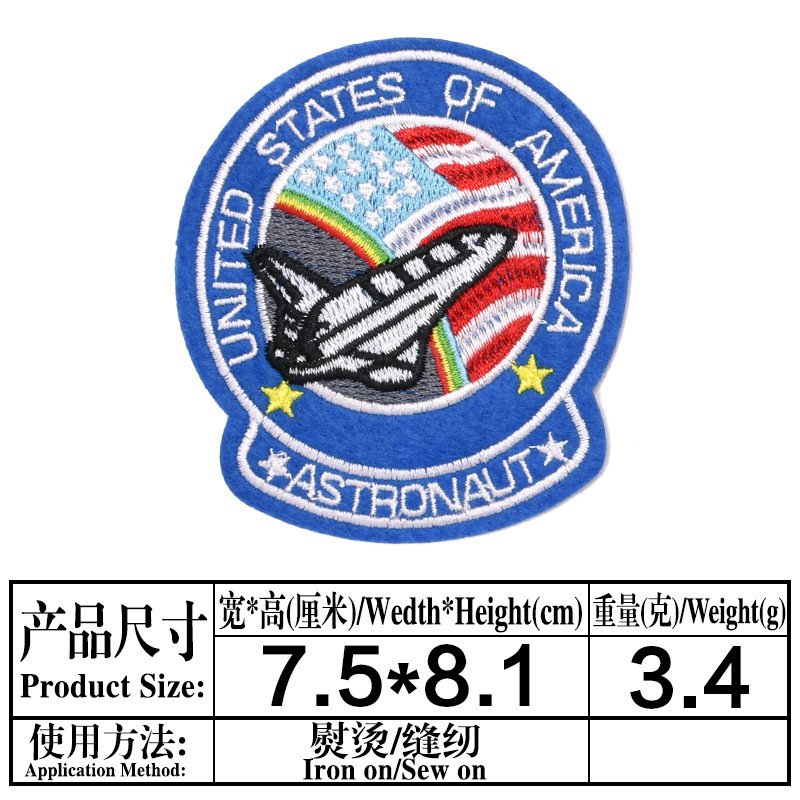 UNITED STATES OF AMERICA
ASTRONAUT
产品尺寸
Product Size:
宽*高(厘米)/Wedth*Height(cm)
7.5*8.1
重量(克)/Weight(g)
3.4
使用方法:
Application Method:
熨烫/缝纫
Iron on/Sew on